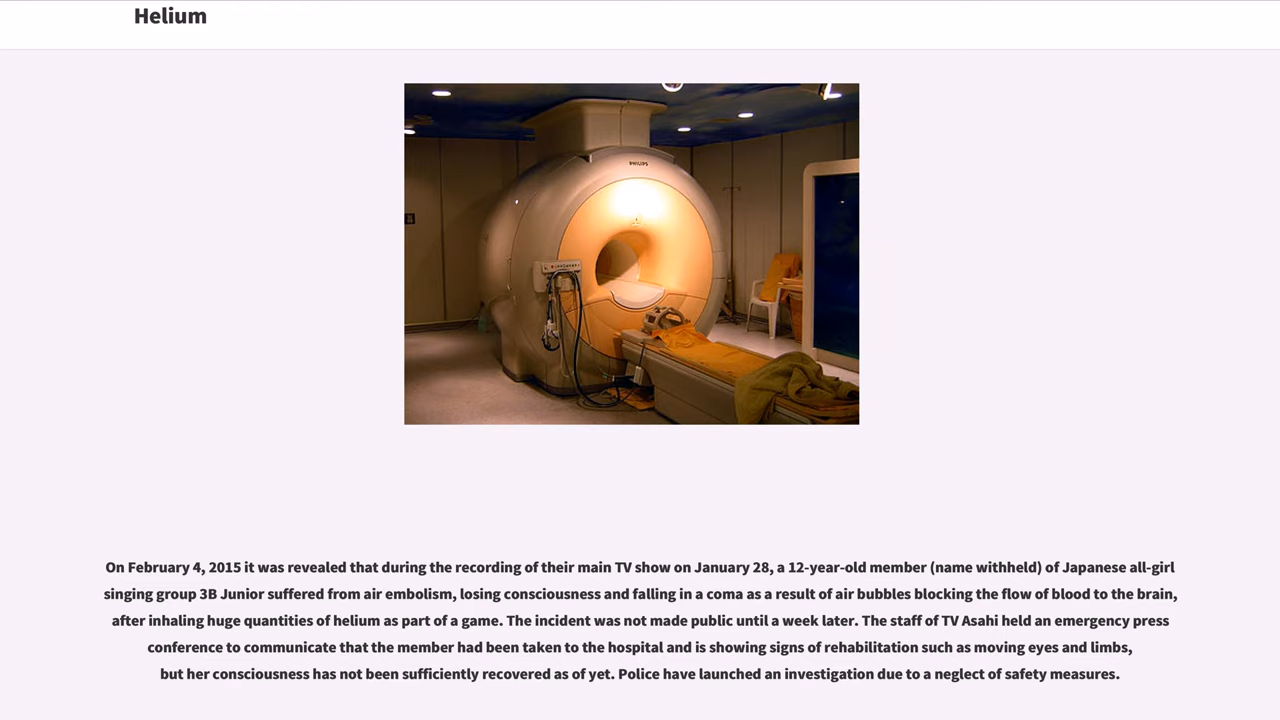 Helium
PHILIPS
On February 4, 2015 it was revealed that during the recording of their main TV show on January 28, a 12-year-old member (name withheld) of Japanese all-girl
singing group 3B Junior suffered from air embolism, losing consciousness and falling in a coma as a result of air bubbles blocking the flow of blood to the brain,
after inhaling huge quantities of helium as part of a game. The incident was not made public until a week later. The staff of TV Asahi held an emergency press
conference to communicate that the member had been taken to the hospital and is showing signs of rehabilitation such as moving eyes and limbs,
but her consciousness has not been sufficiently recovered as of yet. Police have launched an investigation due to a neglect of safety measures.